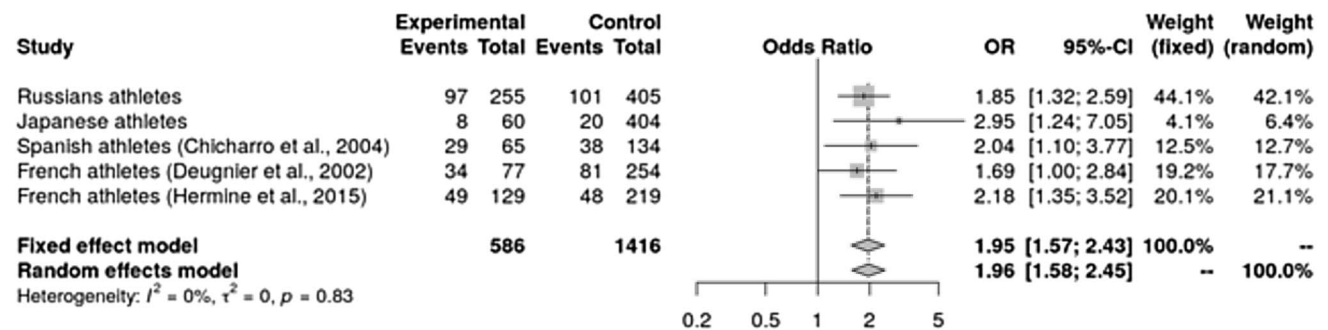 Experimental Control Weight Weight
Study Events Total Events Total Odds Ratio OR 95%-CI (fixed) (random)
Russians athletes 97 255 101 405 1.85 [1.32; 2.59] 44.1% 42.1%
Japanese athletes 8 60 20 404 2.95 [1.24; 7.05] 4.1% 6.4%
Spanish athletes (Chicharro et al., 2004) 29 65 38 134 2.04 [1.10; 3.77] 12.5% 12.7%
French athletes (Deugnier et al., 2002) 34 77 81 254 1.69 [1.00; 2.84] 19.2% 17.7%
French athletes (Hermine et al., 2015) 49 129 48 219 2.18 [1.35; 3.52] 20.1% 21.1%
Fixed effect model 586 1416 1.95 [1.57; 2.43] 100.0% --
Random effects model 1.96 [1.58; 2.45] -- 100.0%
Heterogeneity: I² = 0%, τ² = 0, p = 0.83
0.2 0.5 1 2 5